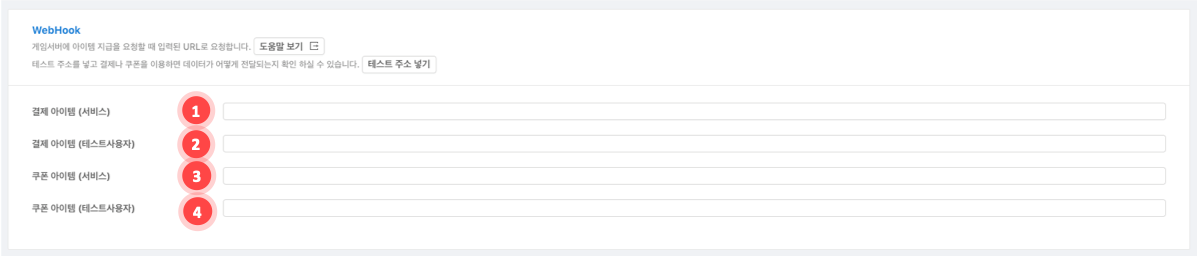 WebHook
게임서버에 아이템 지급을 요청할 때 입력된 URL로 요청합니다. 도움말 보기
테스트 주소를 넣고 결제나 쿠폰을 이용하면 데이터가 어떻게 전달되는지 확인 하실 수 있습니다. 테스트 주소 넣기
결제 아이템 (서비스) 1
결제 아이템 (테스트사용자) 2
쿠폰 아이템 (서비스) 3
쿠폰 아이템 (테스트사용자) 4